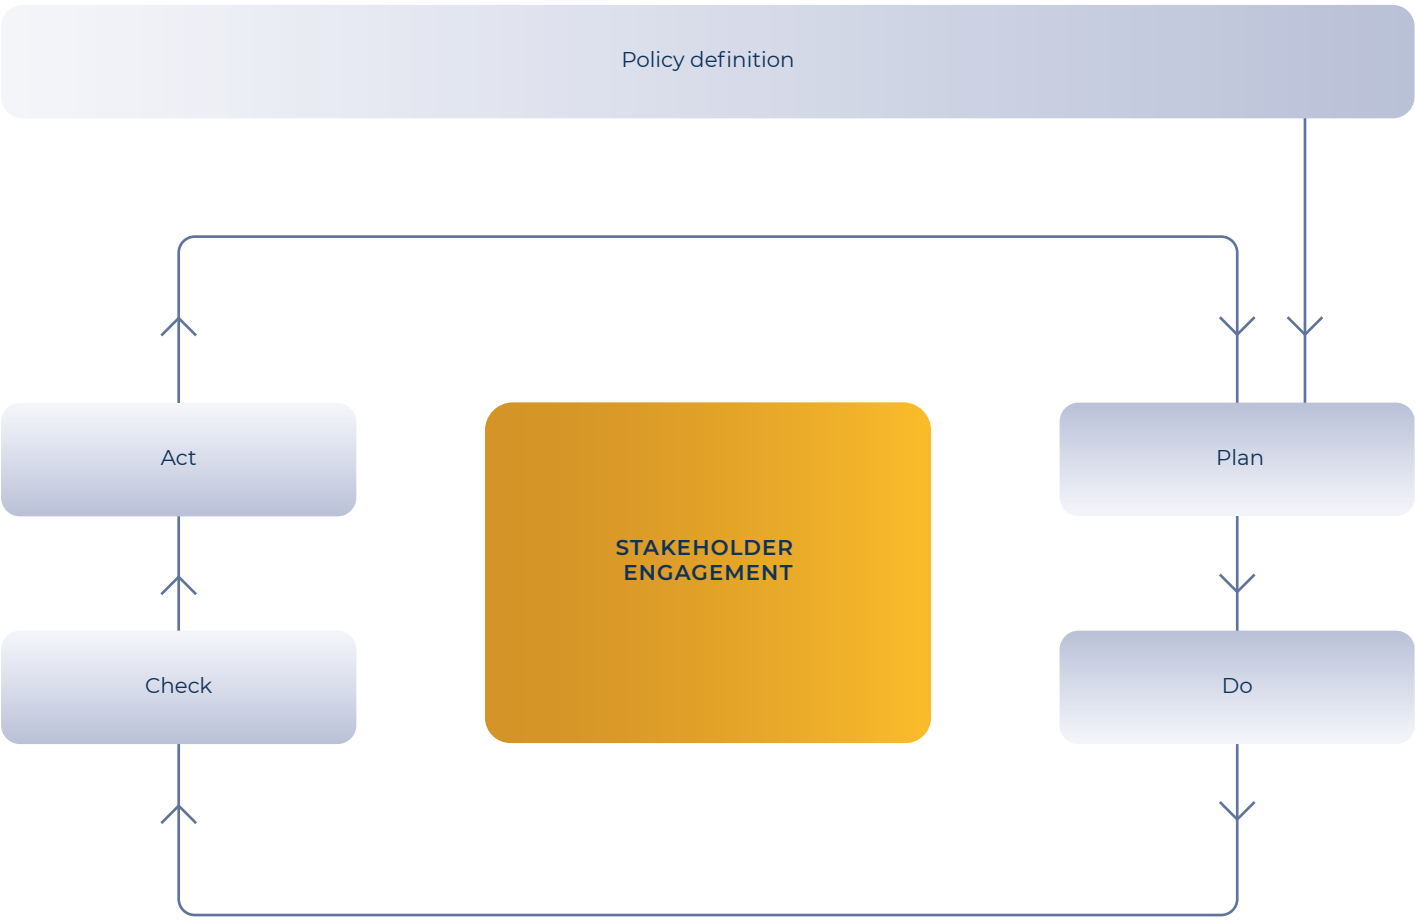 Policy definition
Act
STAKEHOLDER
ENGAGEMENT
Plan
Check
Do